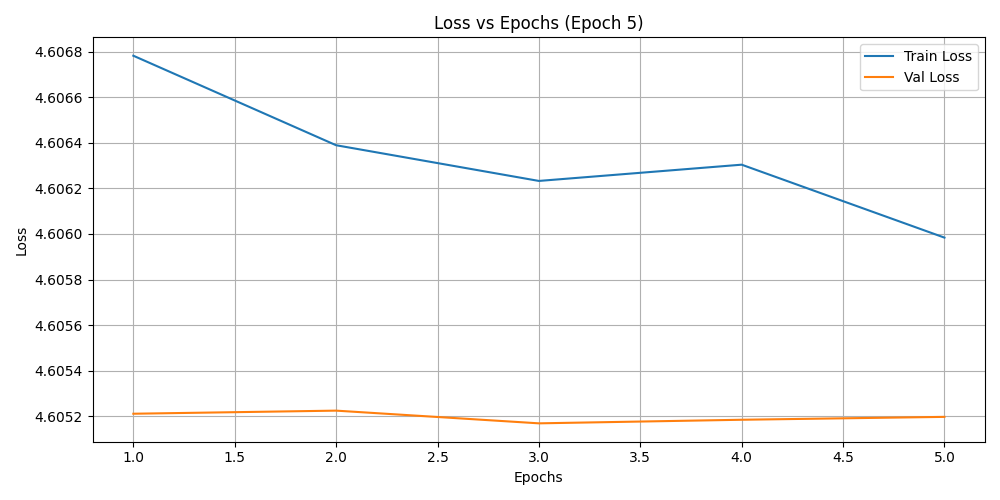 Loss vs Epochs (Epoch 5)
Train Loss
Val Loss
Loss
4.6068
4.6066
4.6064
4.6062
4.6060
4.6058
4.6056
4.6054
4.6052
1.0 1.5 2.0 2.5 3.0 3.5 4.0 4.5 5.0
Epochs